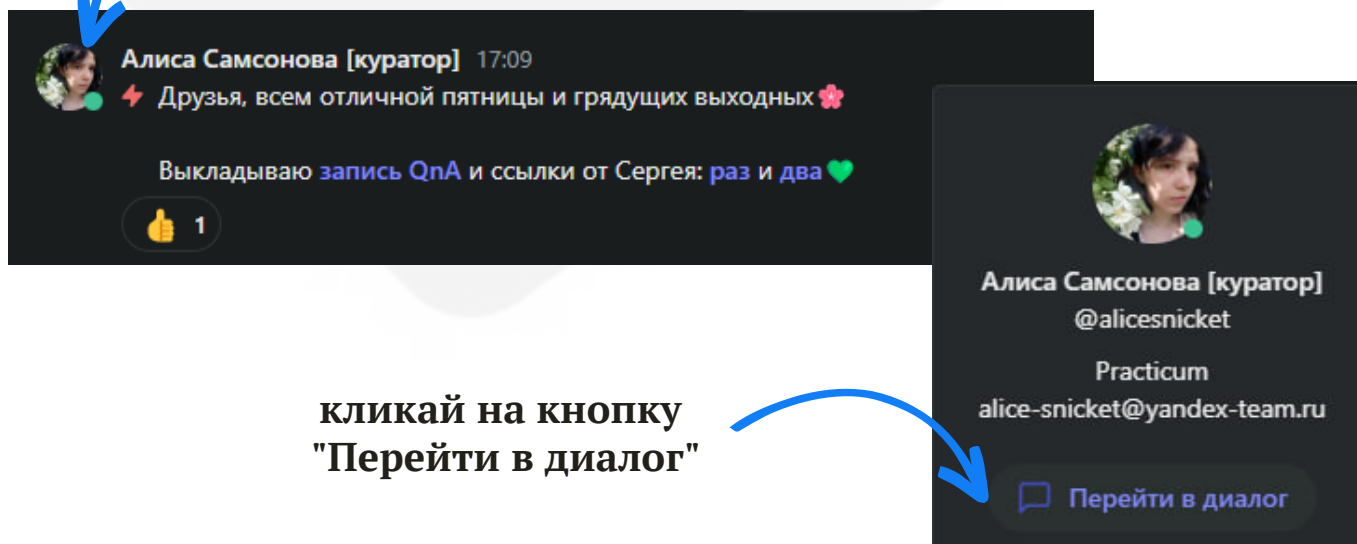 Алиса Самсонова [куратор] 17:09
Друзья, всем отличной пятницы и грядущих выходных
Выкладываю запись QnA и ссылки от Сергея: раз и два
1
Алиса Самсонова [куратор]
@alicesnicket
Practicum
alice-snicket@yandex-team.ru
кликай на кнопку
"Перейти в диалог"
Перейти в диалог